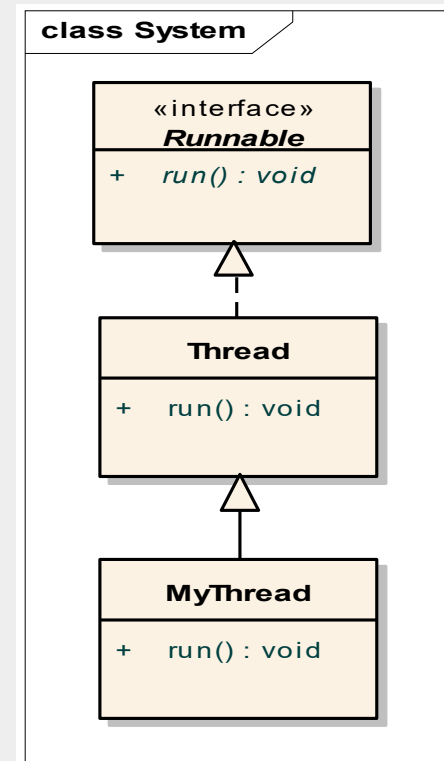 class System
«interface»
Runnable
+ run() : void
Thread
+ run() : void
MyThread
+ run() : void